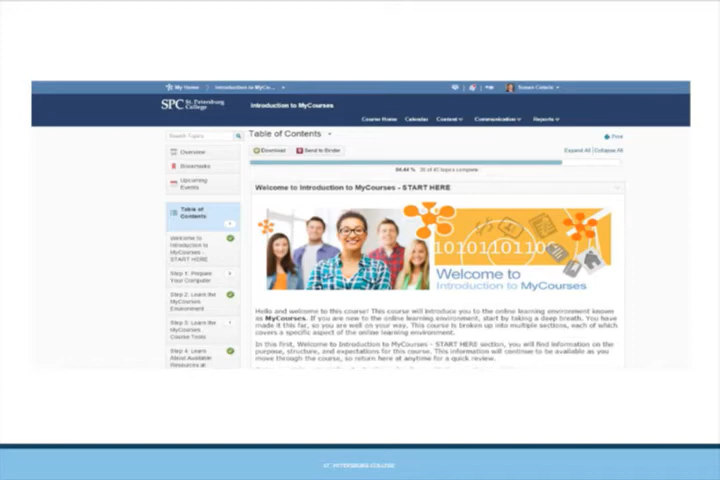 My Home
Introduction to MyCo...
SPC St. Petersburg College
Introduction to MyCourses
Course Home Calendar Content Communication Reports
Search Topics
Table of Contents
Print
Overview
Download Send to Binder
Expand All | Collapse All
Bookmarks
topics complete
Upcoming
Events
Welcome to Introduction to MyCourses - START HERE
Table of
Contents
101011011101
Welcome to
Introduction to
MyCourses -
START HERE
Welcome to
Introduction to MyCourses
Step 1: Prepare
Your Computer
Step 2: Learn the
MyCourses
Environment
Hello and welcome to this course! This course will introduce you to the online learning environment known
as MyCourses. If you are new to the online learning environment, start by taking a deep breath. You have
made it this far, so you are well on your way. This course is broken up into multiple sections, each of which
covers a specific aspect of the online learning environment.
Step 3: Learn the
MyCourses
Course Tools
In this first, Welcome to Introduction to MyCourses - START HERE section, you will find information on the
purpose, structure, and expectations for this course. This information will continue to be available as you
move through the course, so return here at anytime for a quick review.
Step 4: Learn
About Available
Resources at
ST. PETERSBURG COLLEGE